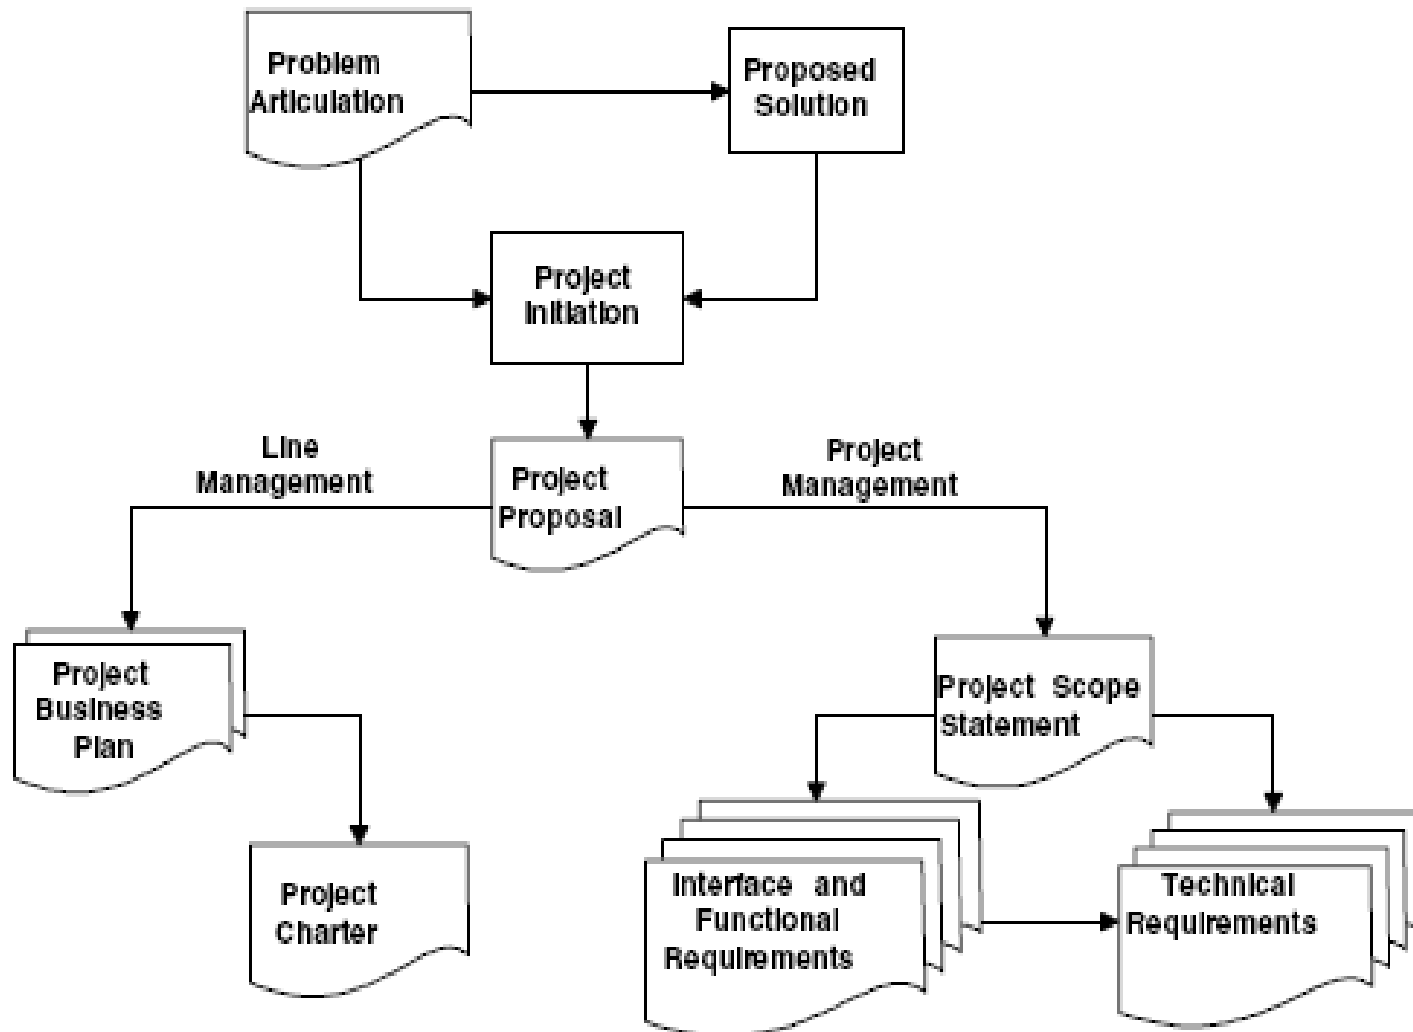 Problem
Articulation
Proposed
Solution
Project
Initiation
Line
Management
Project
Management
Project
Proposal
Project
Business
Plan
Project Scope
Statement
Project
Charter
Interface and
Functional
Requirements
Technical
Requirements